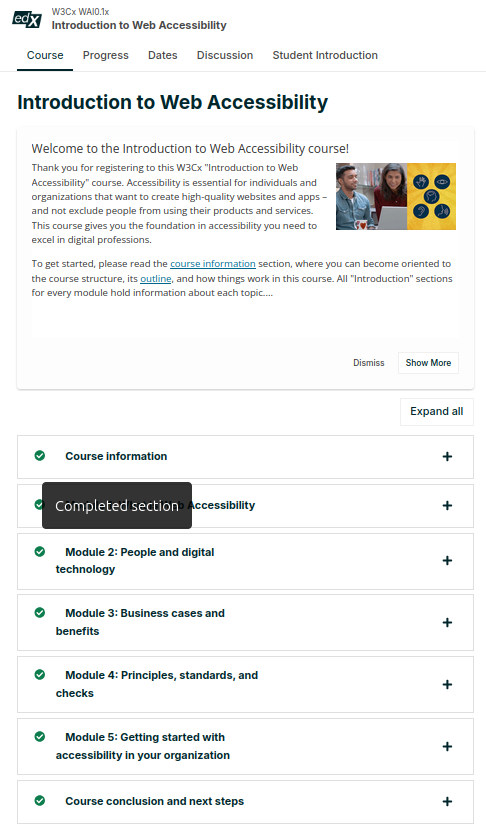 edX
W3Cx WAI0.1x
Introduction to Web Accessibility
Course Progress Dates Discussion Student Introduction
Introduction to Web Accessibility
Welcome to the Introduction to Web Accessibility course!
Thank you for registering to this W3Cx "Introduction to Web
Accessibility" course. Accessibility is essential for individuals and
organizations that want to create high-quality websites and apps –
and not exclude people from using their products and services.
This course gives you the foundation in accessibility you need to
excel in digital professions.
To get started, please read the course information section, where you can become oriented to
the course structure, its outline, and how things work in this course. All "Introduction" sections
for every module hold information about each topic....
Dismiss Show More
Expand all
Course information
Completed section
Accessibility
Module 2: People and digital
technology
Module 3: Business cases and
benefits
Module 4: Principles, standards, and
checks
Module 5: Getting started with
accessibility in your organization
Course conclusion and next steps